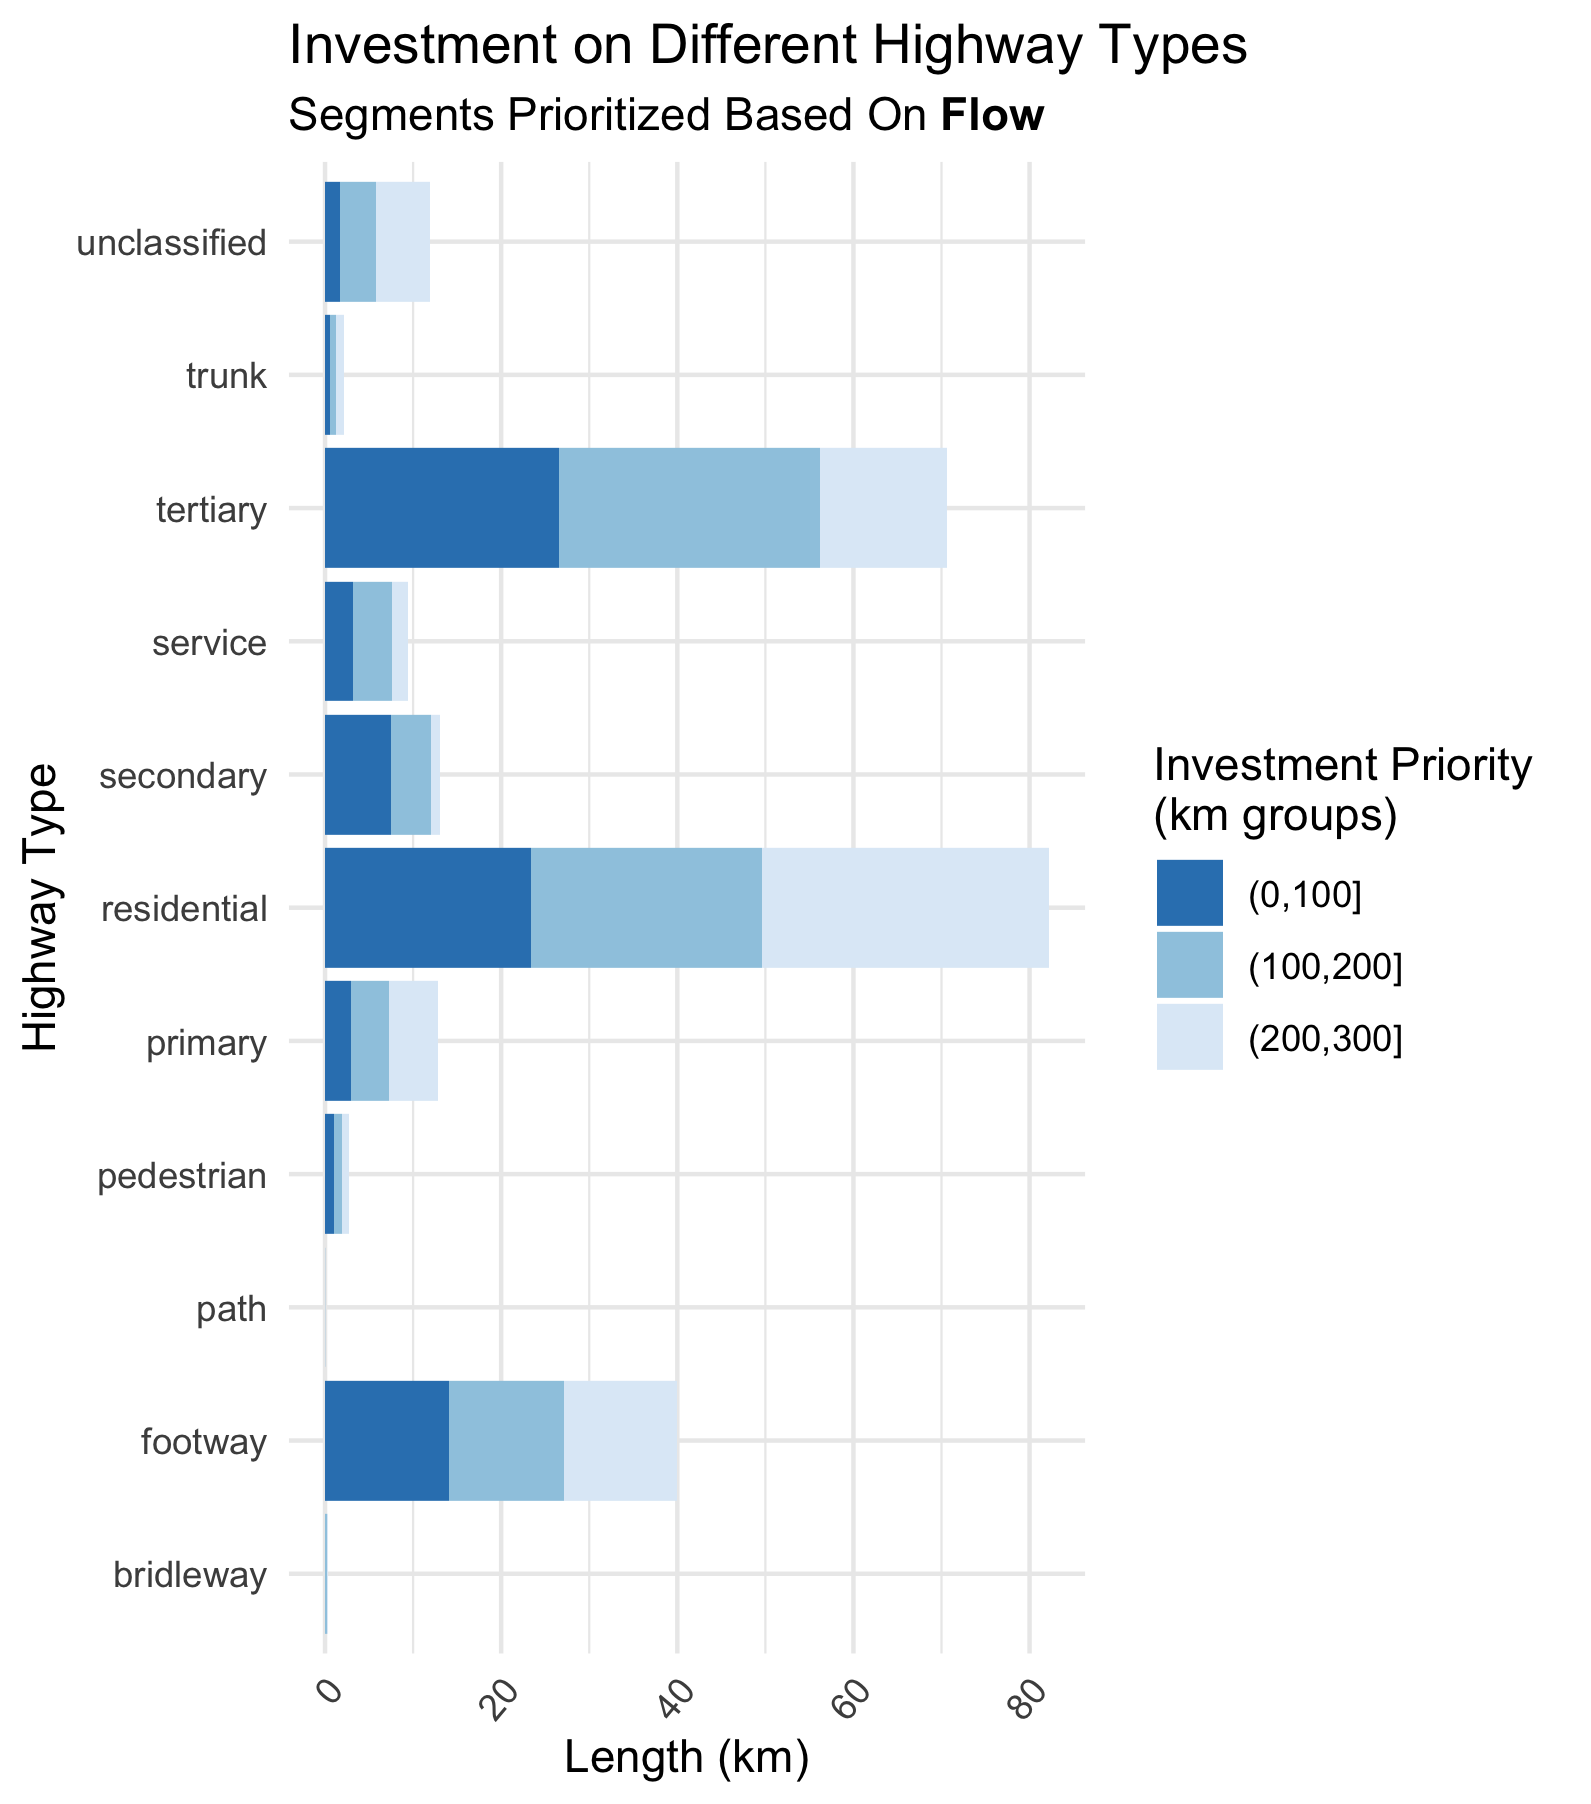 Investment on Different Highway Types
Segments Prioritized Based On Flow
unclassified
trunk
tertiary
service
secondary
residential
primary
pedestrian
path
footway
bridleway
Highway Type
0 20 40 60 80
Length (km)
Investment Priority
(km groups)
(0,100]
(100,200]
(200,300]